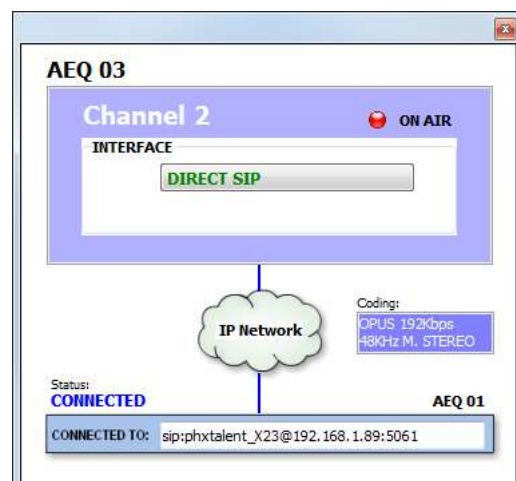 AEQ 03
Channel 2
ON AIR
INTERFACE
DIRECT SIP
IP Network
Coding:
OPUS 192Kbps
48KHz M. STEREO
Status:
CONNECTED
AEQ 01
CONNECTED TO: sip:phxtalent_X23@192.168.1.89:5061